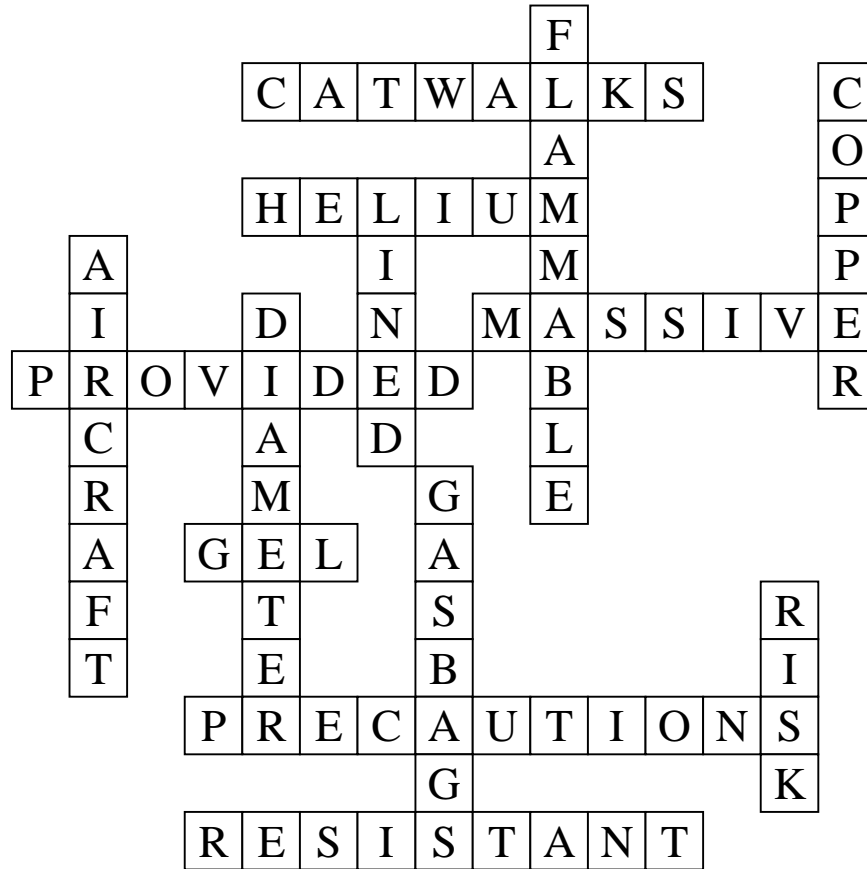 F
CATWALKS C
A O
HELIUM P
A I M P
I D N MASSIVE
PROVIDED B R
C A D L
R M G E
A GEL A
F T S R
T E B I
PRECAUTIONS
G K
RESISTANT